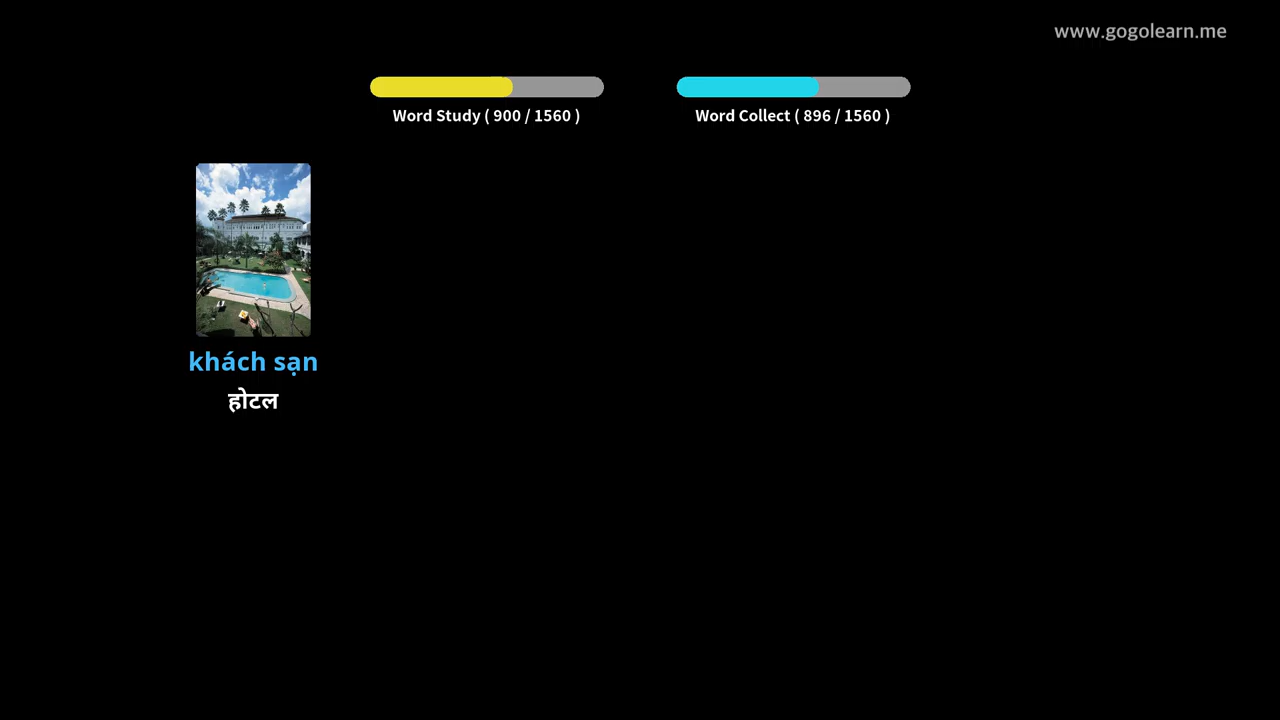 www.gogolearn.me
Word Study ( 900 / 1560 )
Word Collect ( 896 / 1560 )
khách sạn
होटल